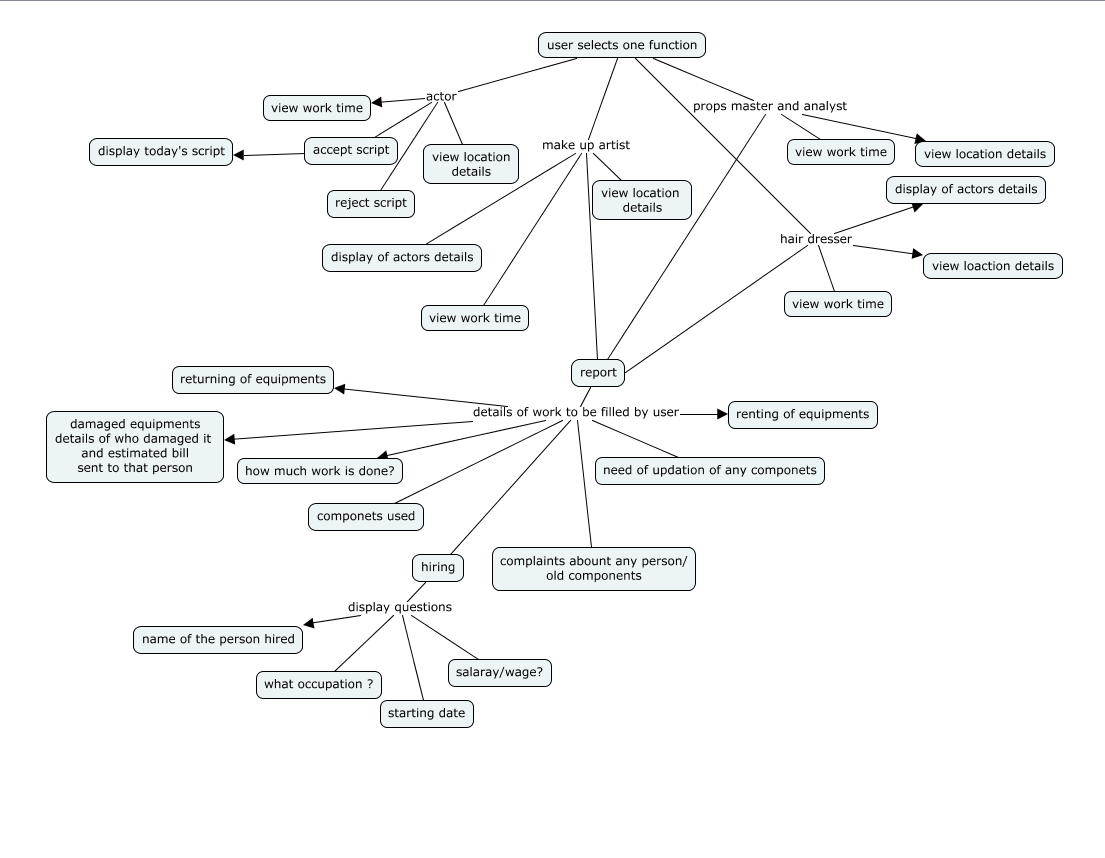 user selects one function
actor
view work time
props master and analyst
display today's script
accept script
view location
details
make up artist
view work time
view location details
reject script
view location
details
display of actors details
display of actors details
hair dresser
view loaction details
view work time
view work time
report
returning of equipments
details of work to be filled by user
renting of equipments
damaged equipments
details of who damaged it
and estimated bill
sent to that person
how much work is done?
need of updation of any componets
componets used
hiring
complaints abount any person/
old components
display questions
name of the person hired
what occupation ?
salaray/wage?
starting date